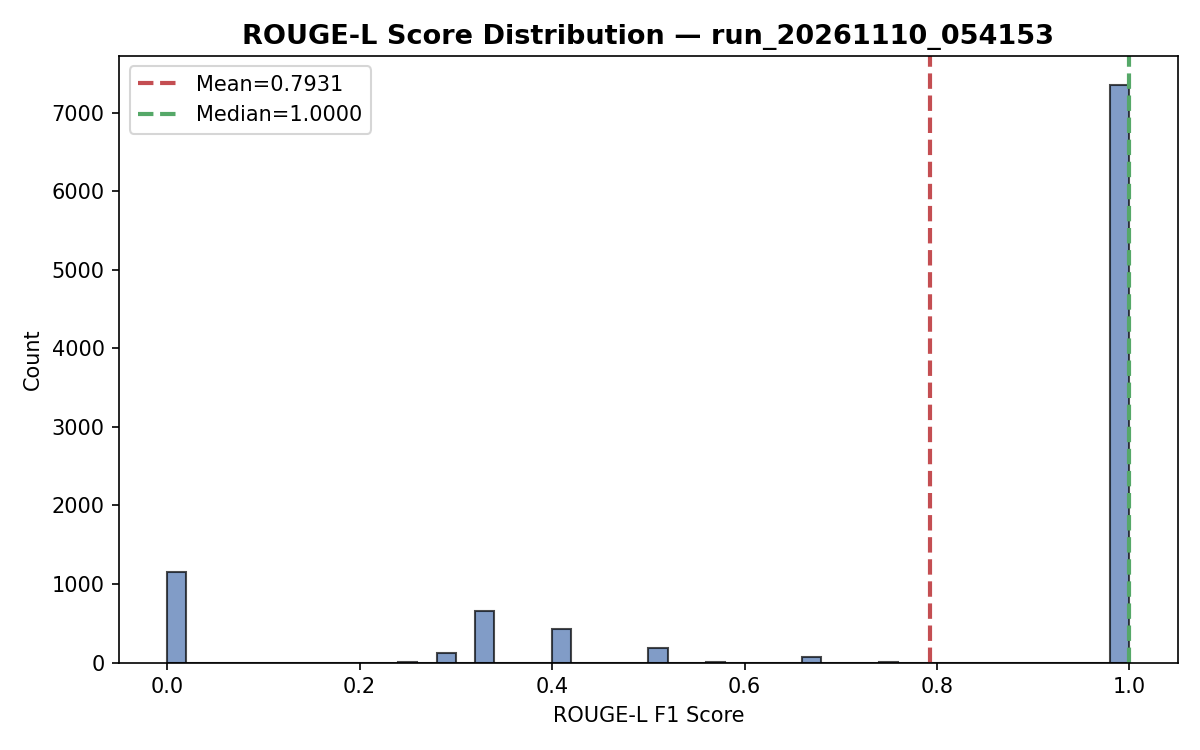 ROUGE-L Score Distribution — run_20261110_054153
Mean=0.7931
Median=1.0000
7000
6000
5000
4000
3000
2000
1000
0
Count
0.0 0.2 0.4 0.6 0.8 1.0
ROUGE-L F1 Score